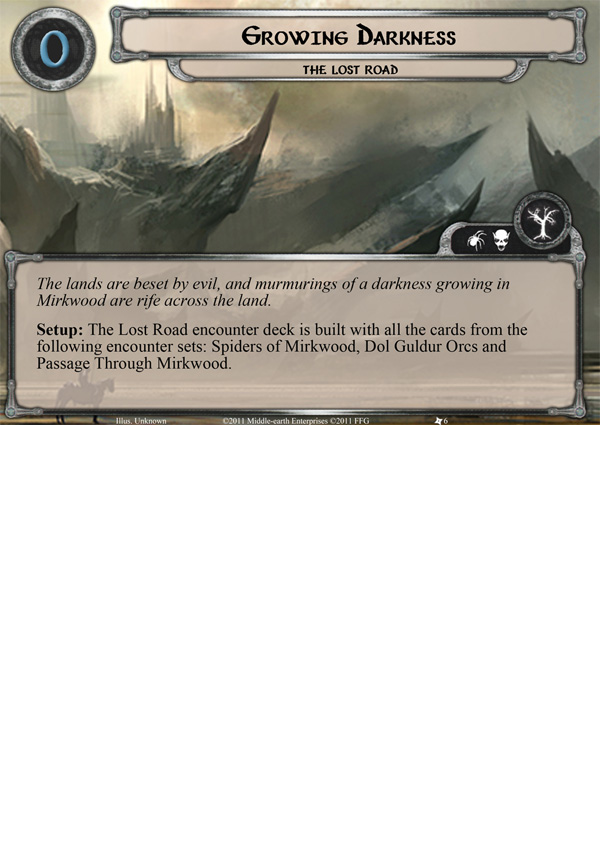 0
Growing Darkness
THE LOST ROAD
The lands are beset by evil, and murmurings of a darkness growing in
Mirkwood are rife across the land.
Setup: The Lost Road encounter deck is built with all the cards from the
following encounter sets: Spiders of Mirkwood, Dol Guldur Orcs and
Passage Through Mirkwood.
Illus. Unknown ©2011 Middle-earth Enterprises ©2011 FFG 6